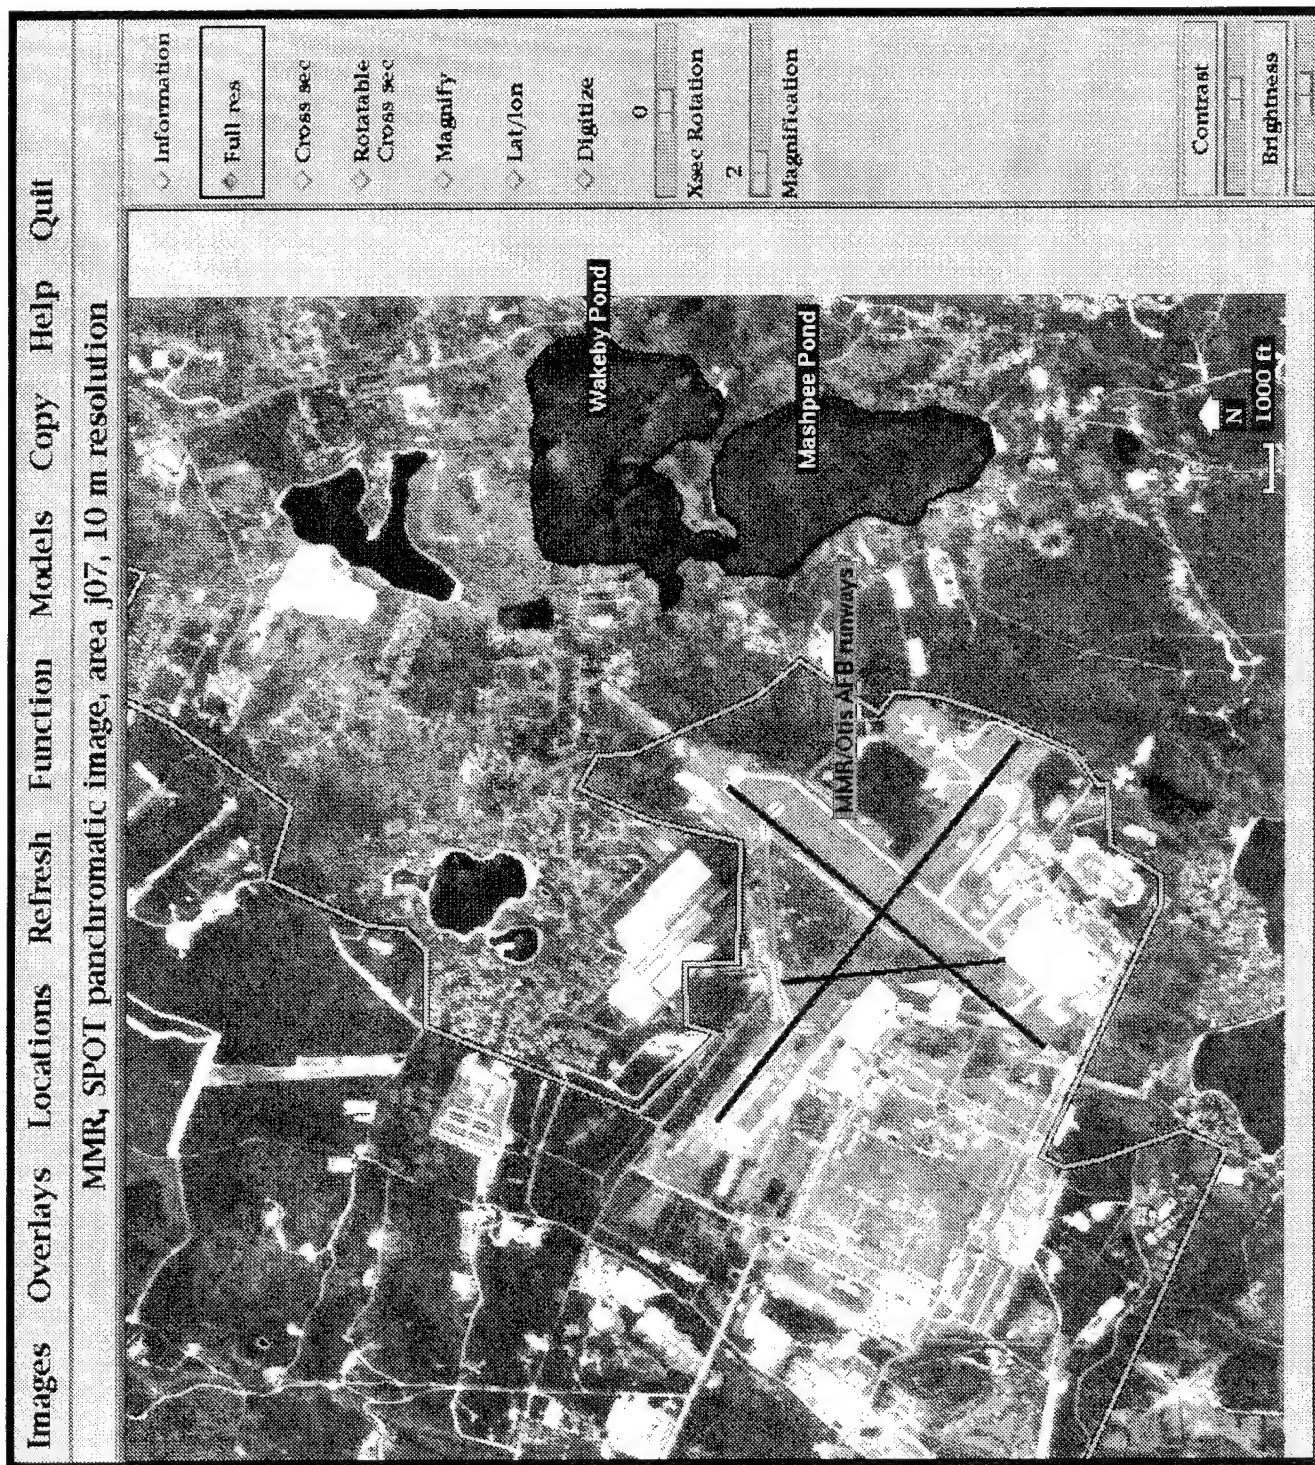 Images Overlays Locations Refresh Function Models Copy Help Quit
MMR, SPOT panchromatic image, area j07, 10 m resolution
Information
Full res
Cross sec
Rotatable
Cross sec
Magnify
Lat/lon
Digitize
0
Xsec Rotation
2
Magnification
Contrast
Brightness
Wakeby Pond
Mashpee Pond
MMR/Otis AFB runways
N
1000 ft